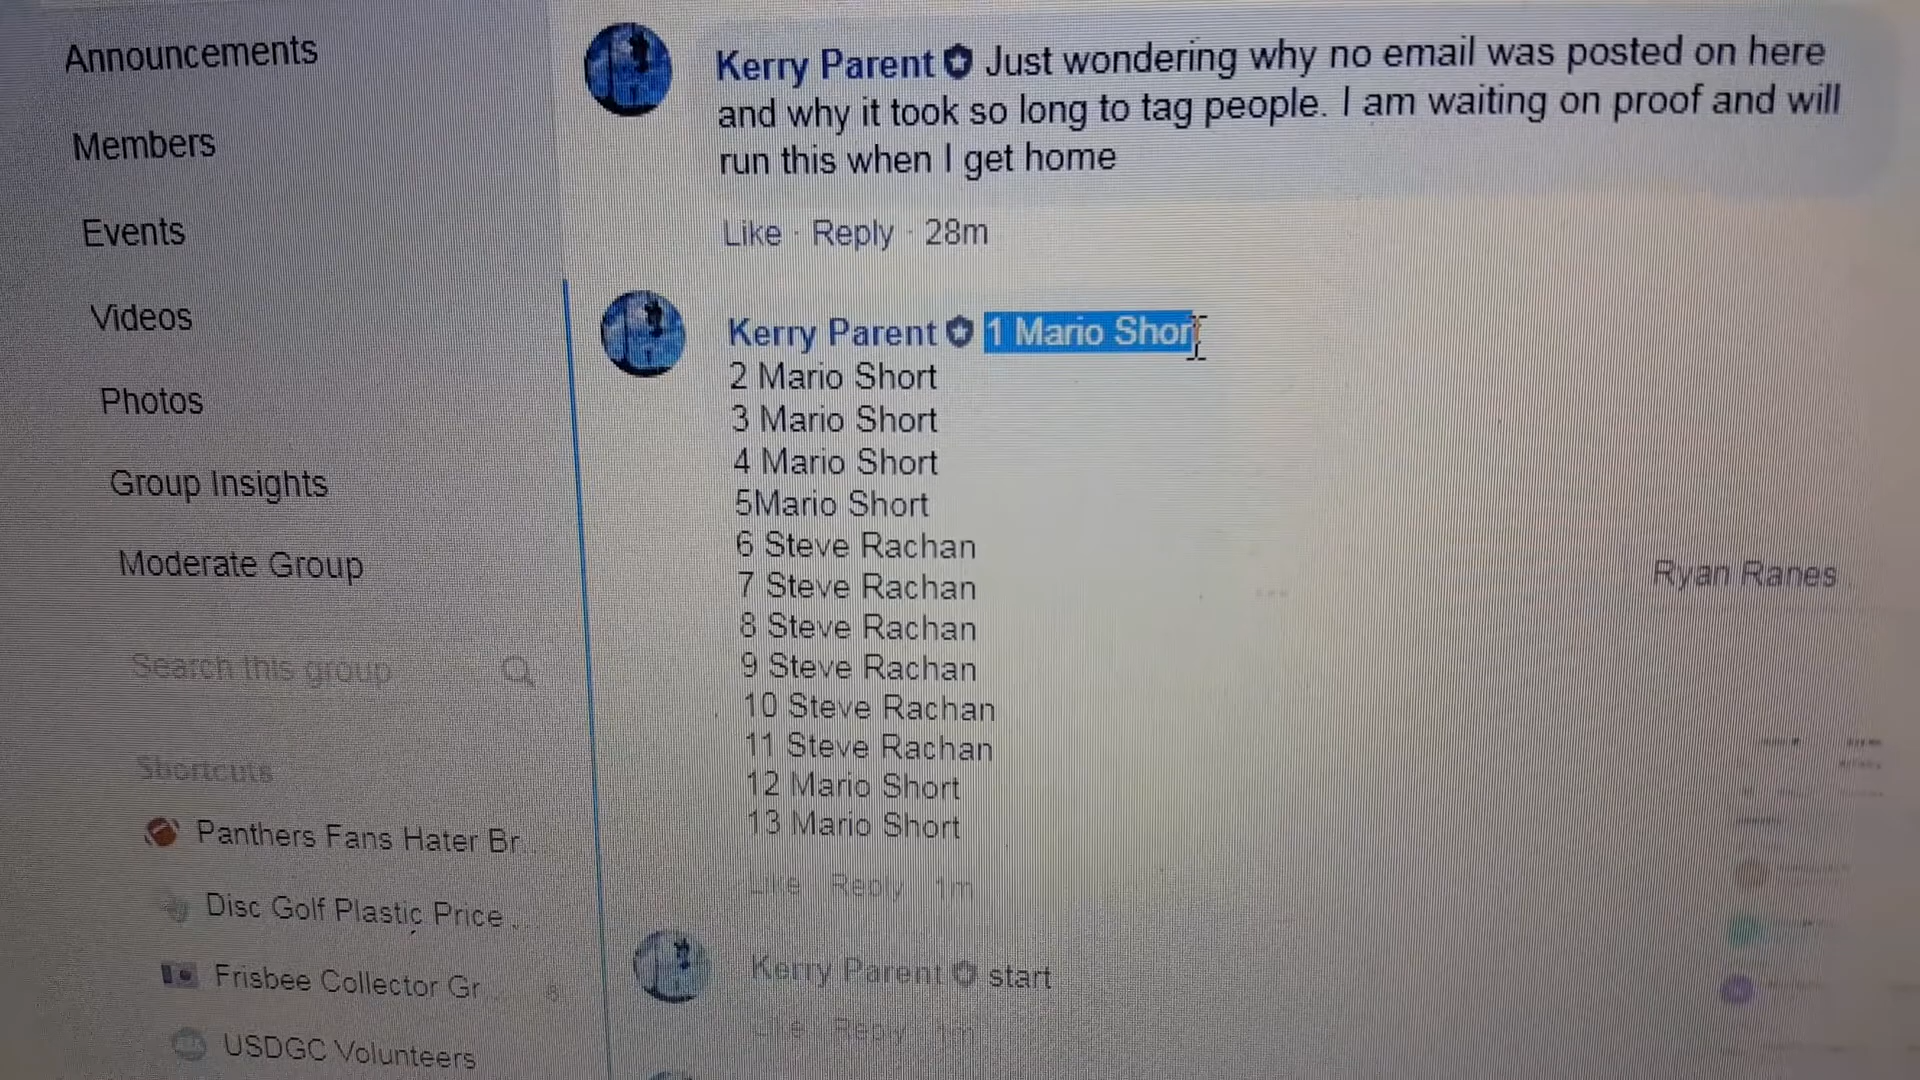 Announcements
Members
Events
Videos
Photos
Group Insights
Moderate Group
Search this group
Shortcuts
Panthers Fans Hater Br...
Disc Golf Plastic Price ...
Frisbee Collector Gr
USDGC Volunteers
Kerry Parent Just wondering why no email was posted on here
and why it took so long to tag people. I am waiting on proof and will
run this when I get home
Like · Reply · 28m
Kerry Parent 1 Mario Short
2 Mario Short
3 Mario Short
4 Mario Short
5Mario Short
6 Steve Rachan
7 Steve Rachan
8 Steve Rachan
9 Steve Rachan
10 Steve Rachan
11 Steve Rachan
12 Mario Short
13 Mario Short
Like Reply 1m
Kerry Parent start
Like Reply 1m
Ryan Ranes